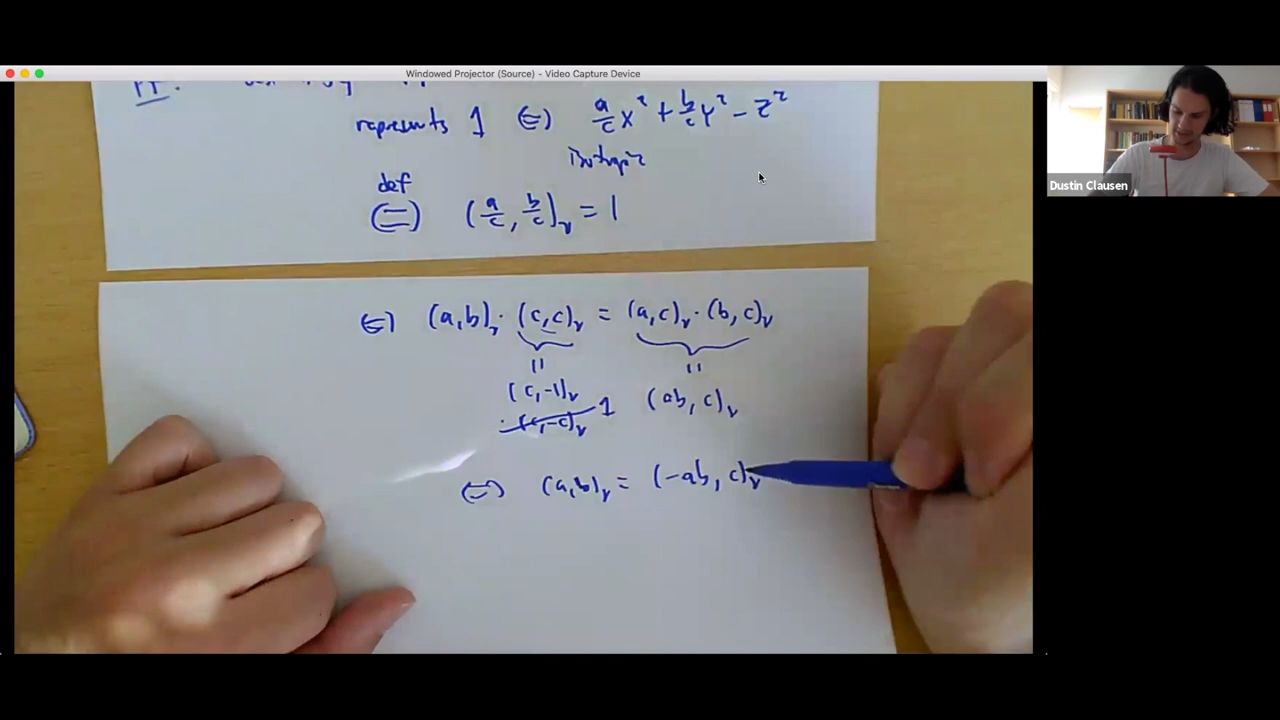 Windowed Projector (Source) - Video Capture Device
Pf:
represents 1 ⇔ a/c x² + b/c y² - z²
isotropic
def
⇔ (a/c, b/c)ᵥ = 1
⇔ (a,b)ᵥ · (c,c)ᵥ = (a,c)ᵥ · (b,c)ᵥ
(c,-1)ᵥ (ab, c)ᵥ
· (c,-c)ᵥ 1
⇔ (a,b)ᵥ = (-ab, c)ᵥ
Dustin Clausen